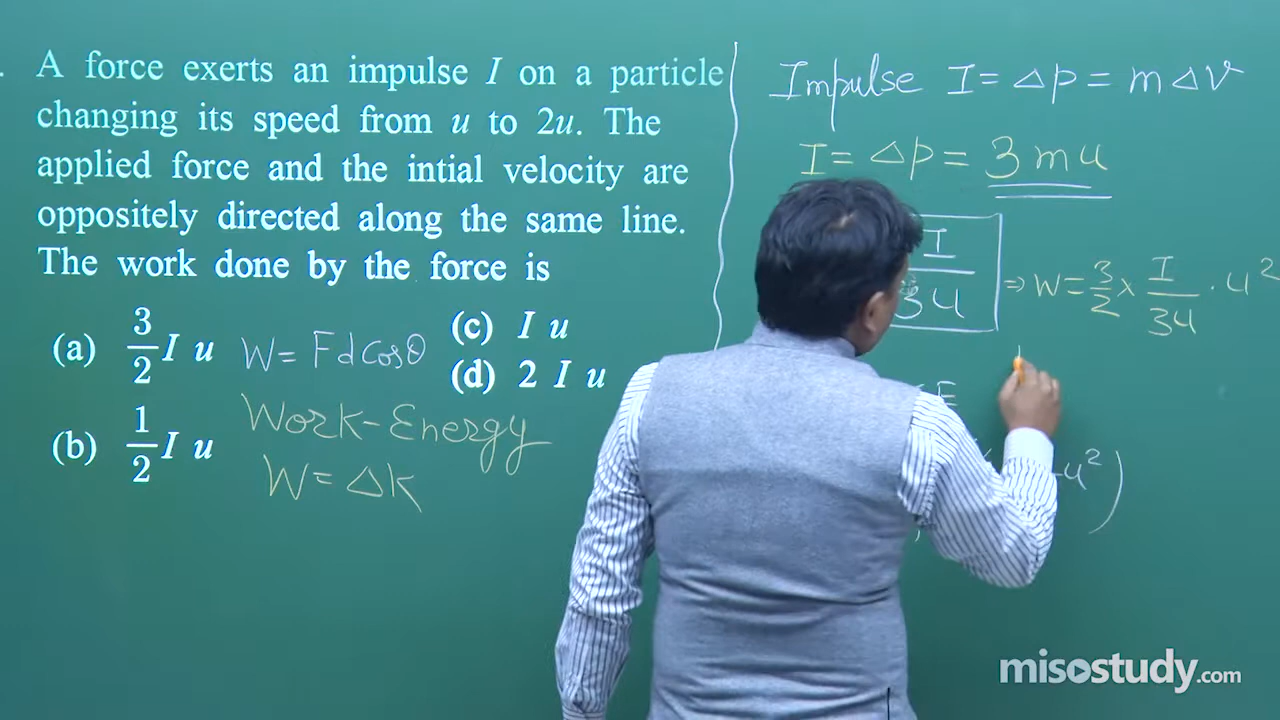 . A force exerts an impulse I on a particle
changing its speed from u to 2u. The
applied force and the intial velocity are
oppositely directed along the same line.
The work done by the force is
(a) 3/2 I u
(b) 1/2 I u
(c) I u
(d) 2 I u
W = Fd Cosθ
Work-Energy
W = Δk
Impulse I = Δp = mΔv
I = Δp = 3mu
I/3u ⇒ W = 3/2 × I/3u · u²
E
-u²)
misostudy.com